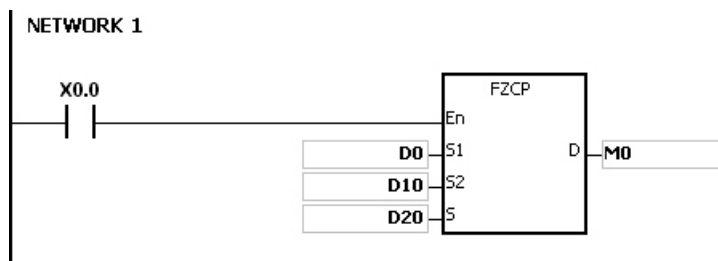 NETWORK 1
X0.0
FZCP
En
D0 S1 D M0
D10 S2
D20 S